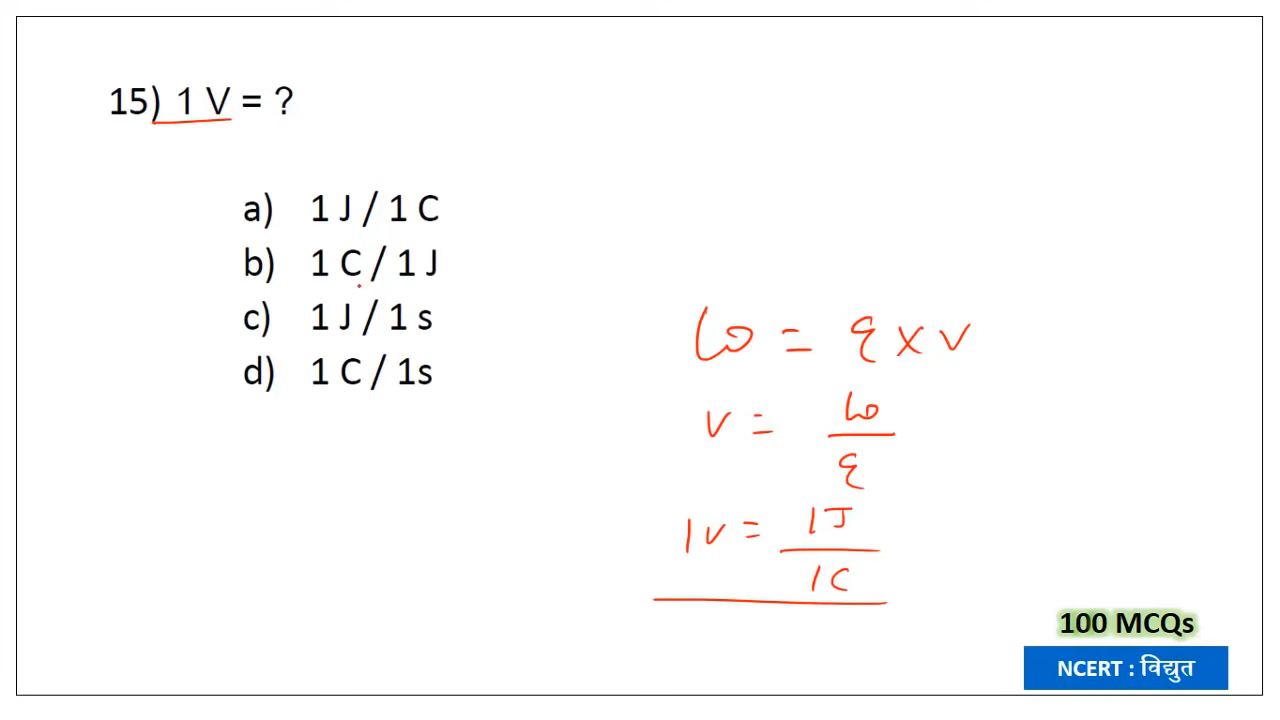 15) 1 V = ?
a) 1 J / 1 C
b) 1 C / 1 J
c) 1 J / 1 s
d) 1 C / 1s
W = q x v
v = W / q
1v = 1J / 1C
100 MCQs
NCERT : विद्युत